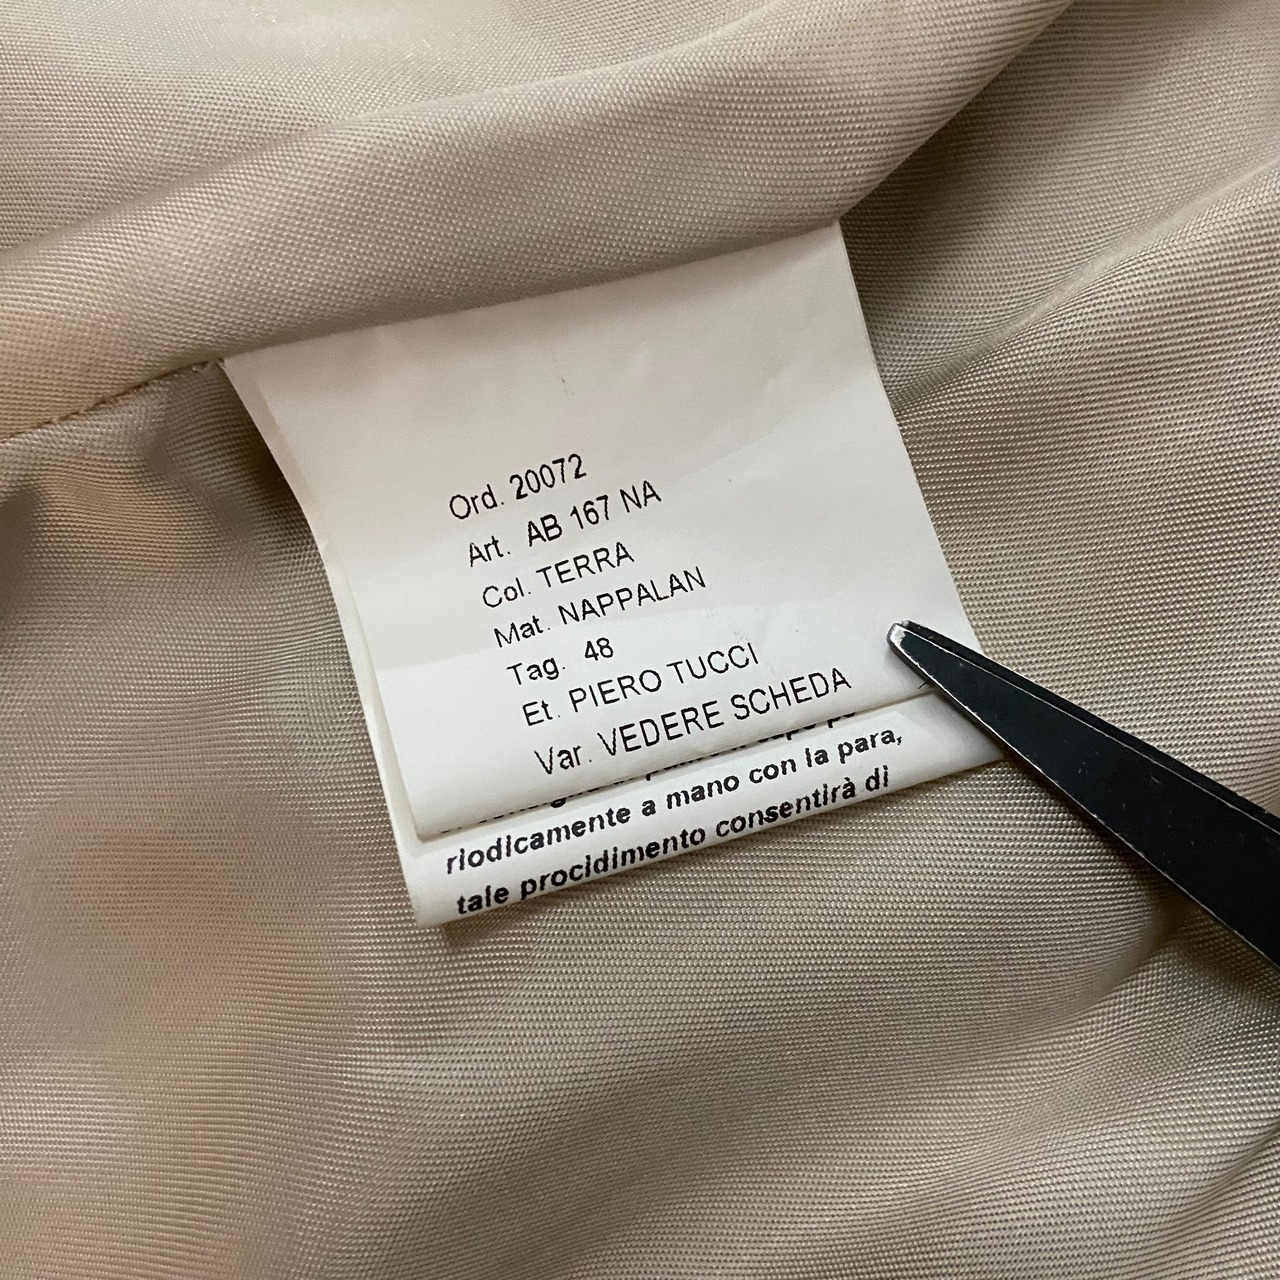 Ord. 20072
Art. AB 167 NA
Col. TERRA
Mat. NAPPALAN
Tag. 48
Et. PIERO TUCCI
Var. VEDERE SCHEDA
riodicamente a mano con la para,
tale procidimento consentirà di